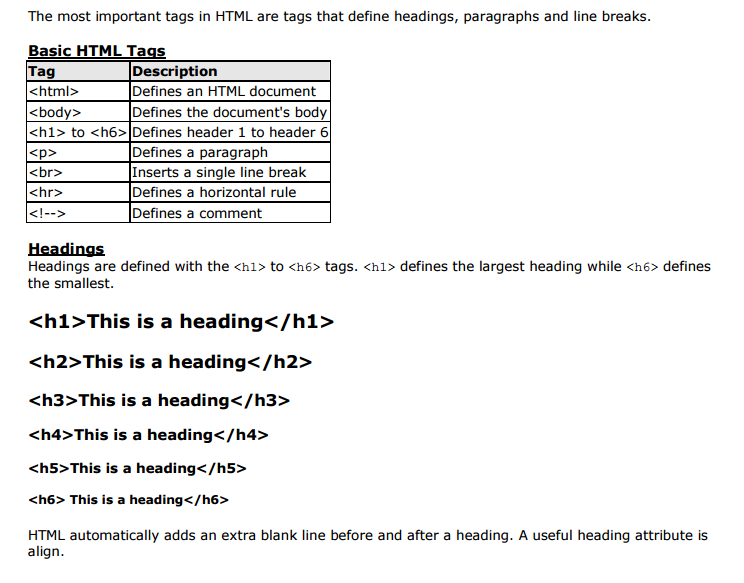 The most important tags in HTML are tags that define headings, paragraphs and line breaks.
Basic HTML Tags
Tag Description
<html> Defines an HTML document
<body> Defines the document's body
<h1> to <h6> Defines header 1 to header 6
<p> Defines a paragraph
<br> Inserts a single line break
<hr> Defines a horizontal rule
<!--> Defines a comment
Headings
Headings are defined with the <h1> to <h6> tags. <h1> defines the largest heading while <h6> defines
the smallest.
<h1>This is a heading</h1>
<h2>This is a heading</h2>
<h3>This is a heading</h3>
<h4>This is a heading</h4>
<h5>This is a heading</h5>
<h6> This is a heading</h6>
HTML automatically adds an extra blank line before and after a heading. A useful heading attribute is
align.